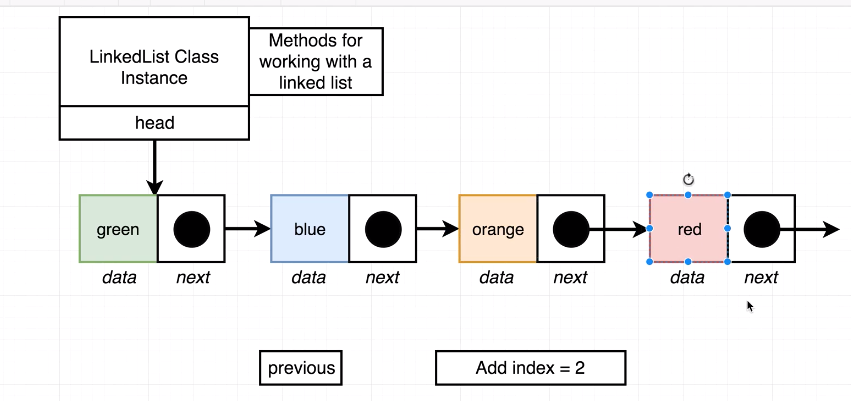 LinkedList Class
Instance
Methods for
working with a
linked list
head
green
blue
orange
red
data
next
data
next
data
next
data
next
previous
Add index = 2